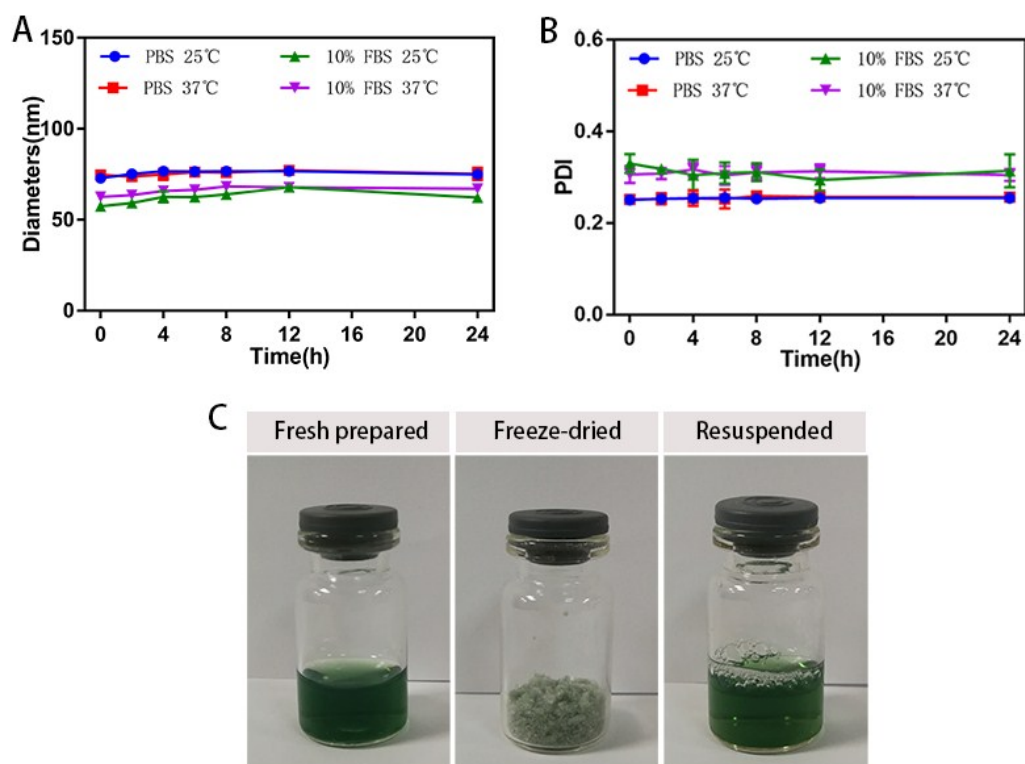 A
150
100
50
0
Diameters(nm)
PBS 25℃
10% FBS 25℃
PBS 37℃
10% FBS 37℃
0 4 8 12 16 20 24
Time(h)
B
0.6
0.4
0.2
0.0
PDI
PBS 25℃
10% FBS 25℃
PBS 37℃
10% FBS 37℃
0 4 8 12 16 20 24
Time(h)
C
Fresh prepared
Freeze-dried
Resuspended